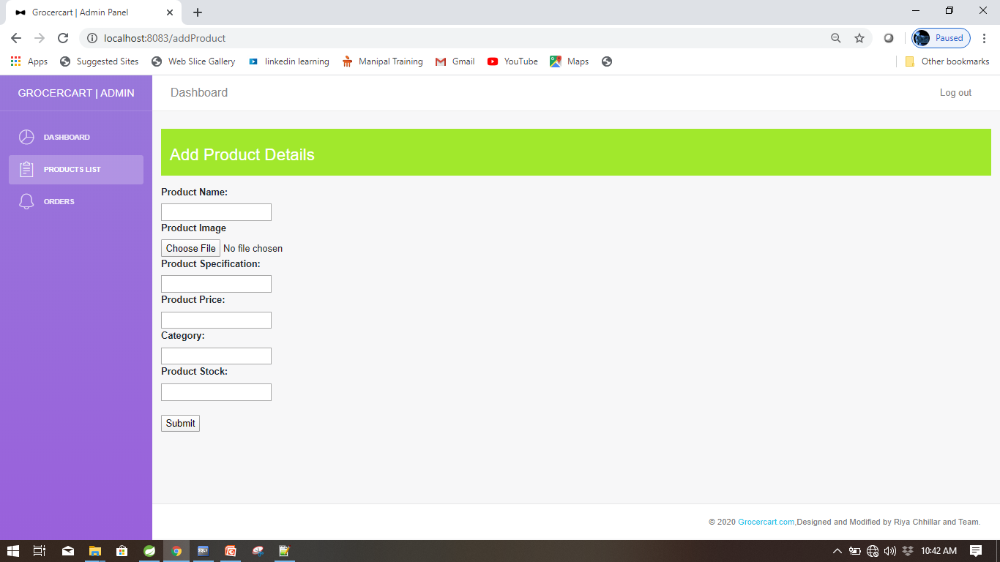 Grocercart | Admin Panel
localhost:8083/addProduct
Paused
Apps
Suggested Sites
Web Slice Gallery
linkedin learning
Manipal Training
Gmail
YouTube
Maps
Other bookmarks
GROCERCART | ADMIN
Dashboard
Log out
DASHBOARD
PRODUCTS LIST
ORDERS
Add Product Details
Product Name:
Product Image
Choose File No file chosen
Product Specification:
Product Price:
Category:
Product Stock:
Submit
© 2020 Grocercart.com,Designed and Modified by Riya Chhillar and Team.
10:42 AM